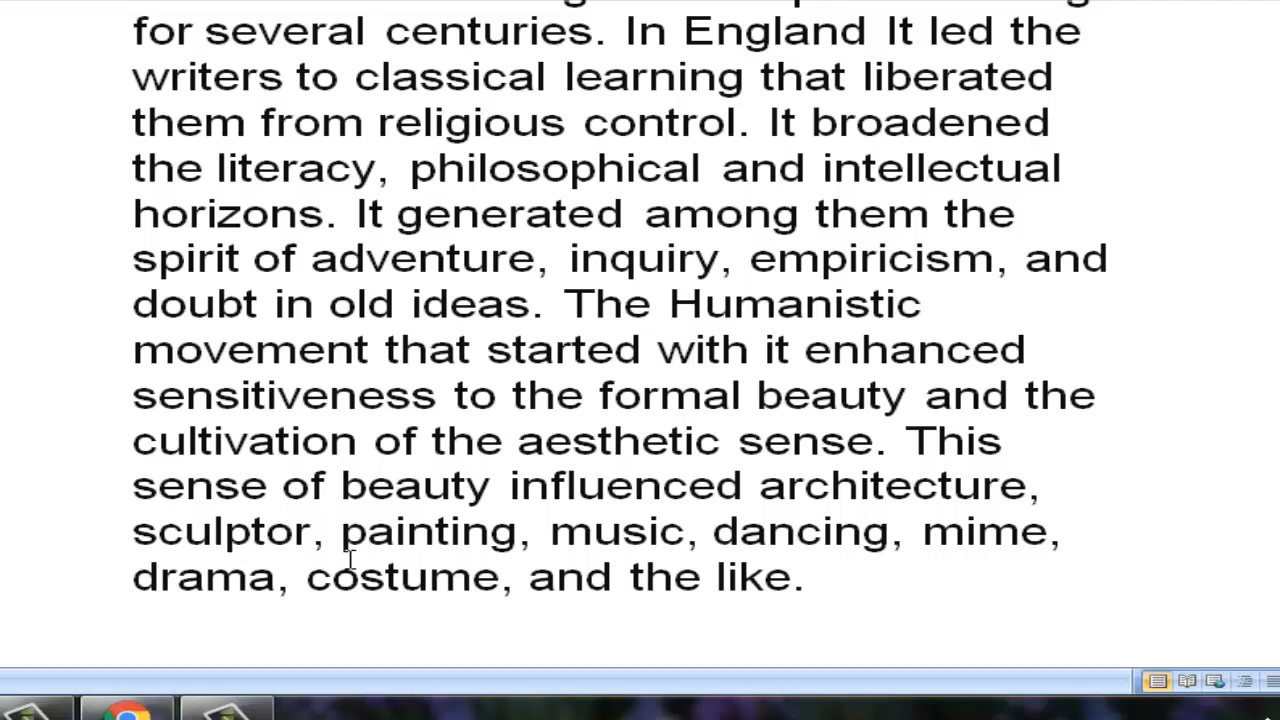 for several centuries. In England It led the
writers to classical learning that liberated
them from religious control. It broadened
the literacy, philosophical and intellectual
horizons. It generated among them the
spirit of adventure, inquiry, empiricism, and
doubt in old ideas. The Humanistic
movement that started with it enhanced
sensitiveness to the formal beauty and the
cultivation of the aesthetic sense. This
sense of beauty influenced architecture,
sculptor, painting, music, dancing, mime,
drama, costume, and the like.